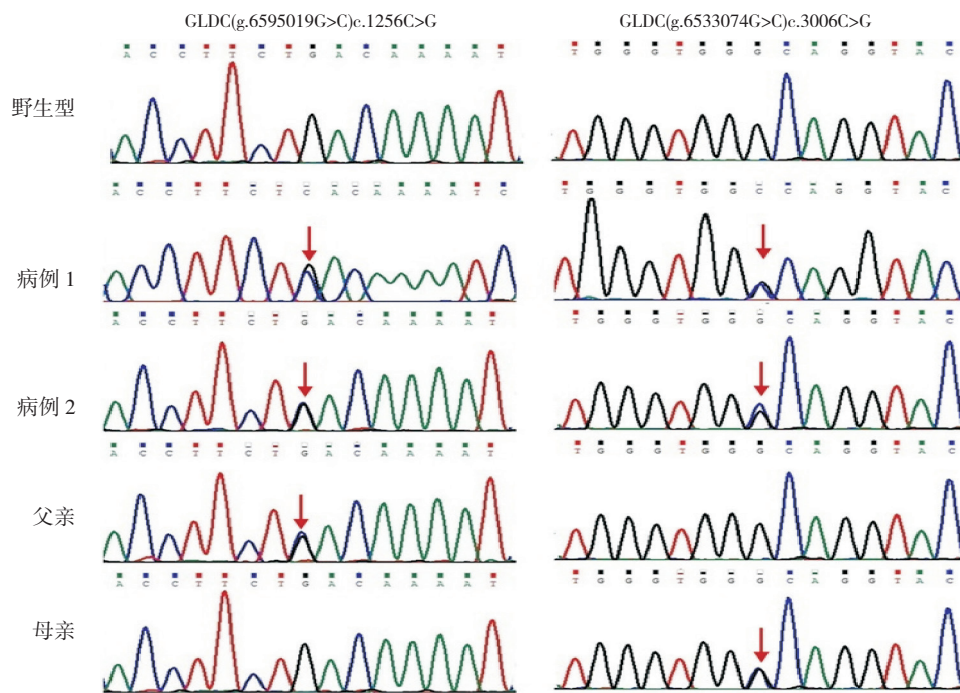 GLDC(g.6595019G>C)c.1256C>G
GLDC(g.6533074G>C)c.3006C>G
A C C T T C T G A C A A A A T
T G G G T G G G C A G G T A C
野生型
A C C T T C T C A C A A A A T C
T G G G T G G C C A G G T A C
病例 1
A C C T T C T G A C A A A A T
T G G G T G G G C A G G T A C
病例 2
A C C T T C T G A C A A A A T
T G G G T G G G C A G G T A C
父亲
A C C T T C T G A C A A A A T
T G G G T G G G C A G G T A C
母亲